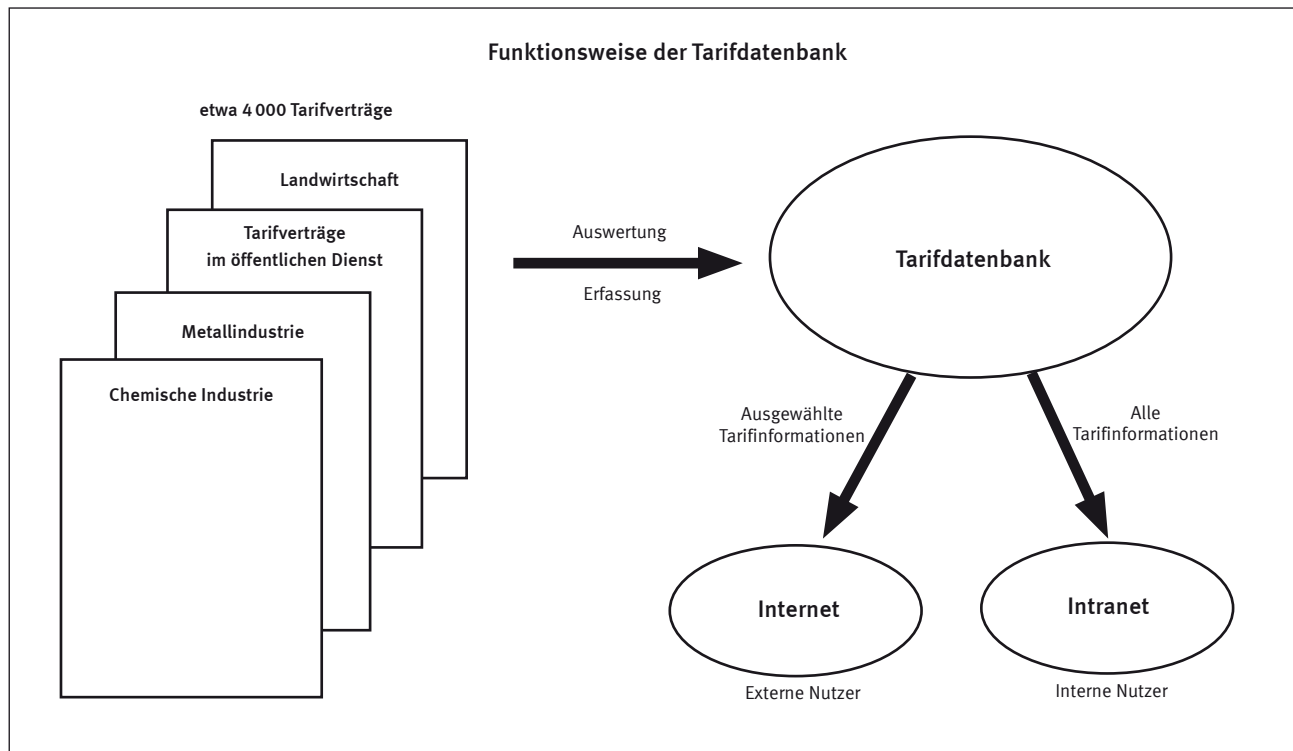 Funktionsweise der Tarifdatenbank
etwa 4 000 Tarifverträge
Landwirtschaft
Tarifverträge
im öffentlichen Dienst
Metallindustrie
Chemische Industrie
Auswertung
Erfassung
Tarifdatenbank
Ausgewählte
Tarifinformationen
Alle
Tarifinformationen
Internet
Externe Nutzer
Intranet
Interne Nutzer